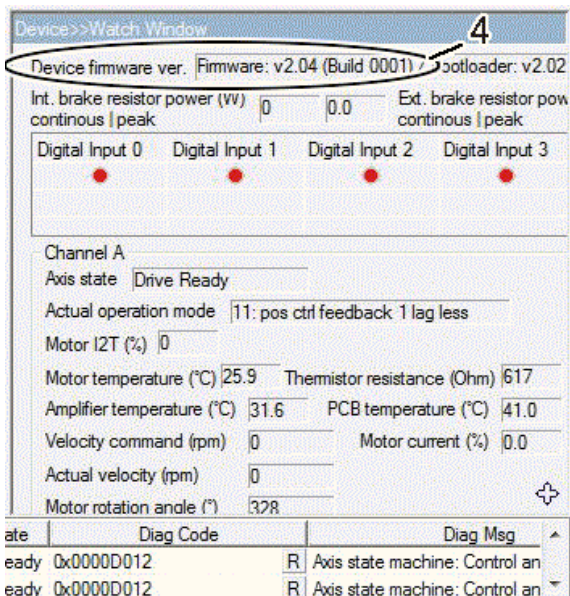 Device>>Watch Window
4
Device firmware ver. Firmware: v2.04 (Build 0001) / Bootloader: v2.02
Int. brake resistor power (W) 0 0.0 Ext. brake resistor pow
continous | peak continous | peak
Digital Input 0 Digital Input 1 Digital Input 2 Digital Input 3
Channel A
Axis state Drive Ready
Actual operation mode 11: pos ctrl feedback 1 lag less
Motor I2T (%) 0
Motor temperature (°C) 25.9 Thermistor resistance (Ohm) 617
Amplifier temperature (°C) 31.6 PCB temperature (°C) 41.0
Velocity command (rpm) 0 Motor current (%) 0.0
Actual velocity (rpm) 0
Motor rotation angle (°) 328
ate Diag Code Diag Msg
eady 0x0000D012 R Axis state machine: Control an
eady 0x0000D012 R Axis state machine: Control an